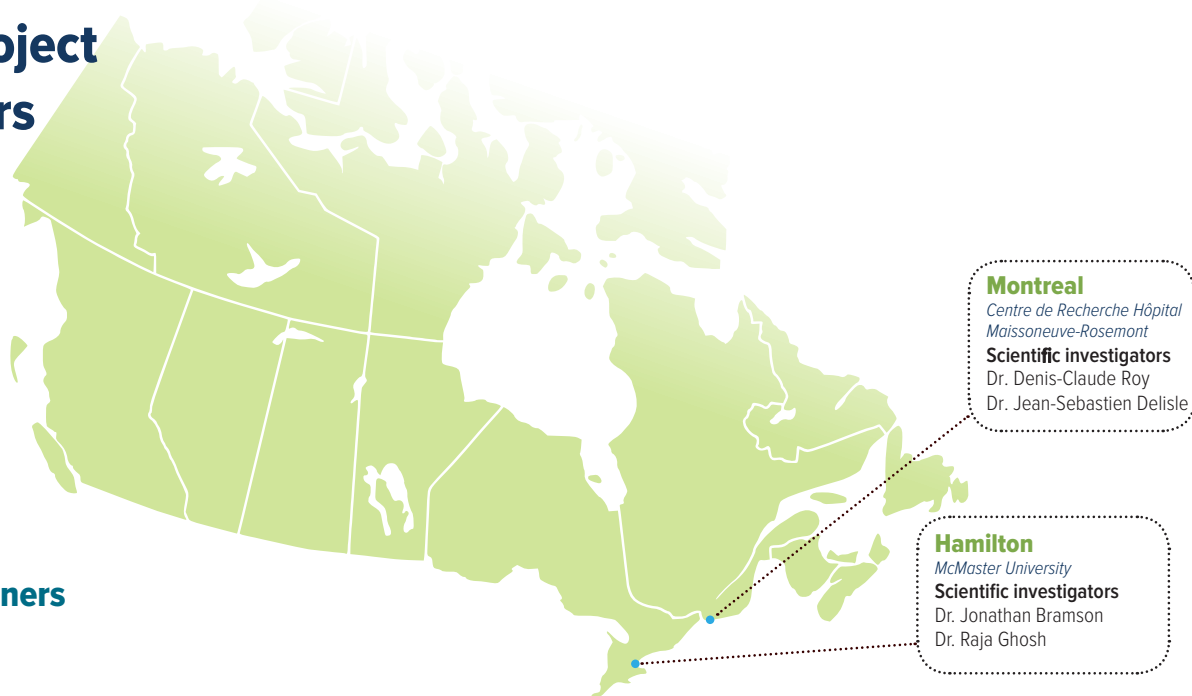 oject
rs
Montreal
Centre de Recherche Hôpital
Maissoneuve-Rosemont
Scientific investigators
Dr. Denis-Claude Roy
Dr. Jean-Sebastien Delisle
Hamilton
McMaster University
Scientific investigators
Dr. Jonathan Bramson
Dr. Raja Ghosh
ners